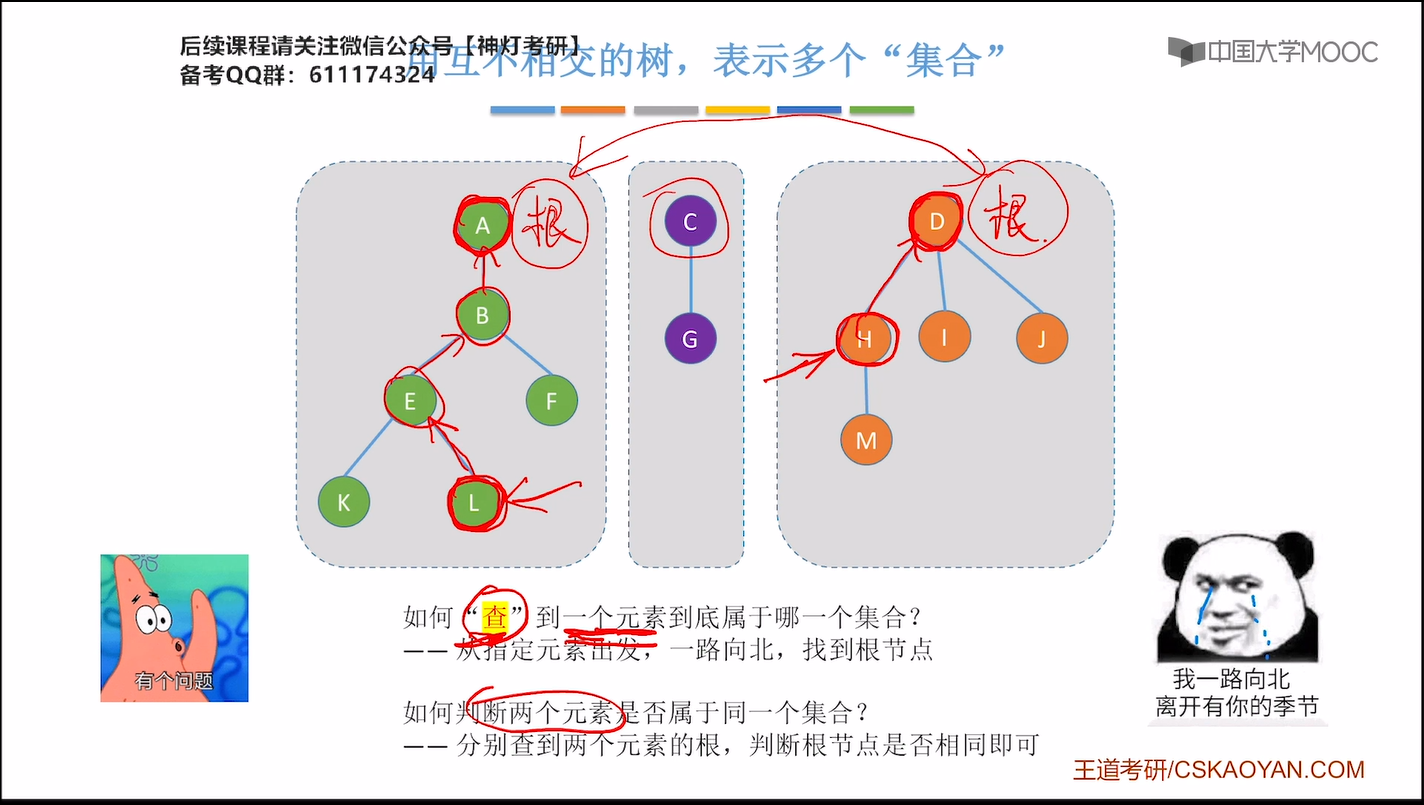 后续课程请关注微信公众号【神灯考研】
备考QQ群：611174324
用互不相交的树，表示多个“集合”
中国大学MOOC
A
根
C
D
根
B
G
H
I
J
E
F
M
K
L
如何“查”到一个元素到底属于哪一个集合？
—— 从指定元素出发，一路向北，找到根节点
如何判断两个元素是否属于同一个集合？
—— 分别查到两个元素的根，判断根节点是否相同即可
有个问题
我一路向北
离开有你的季节
王道考研/CSKAOYAN.COM